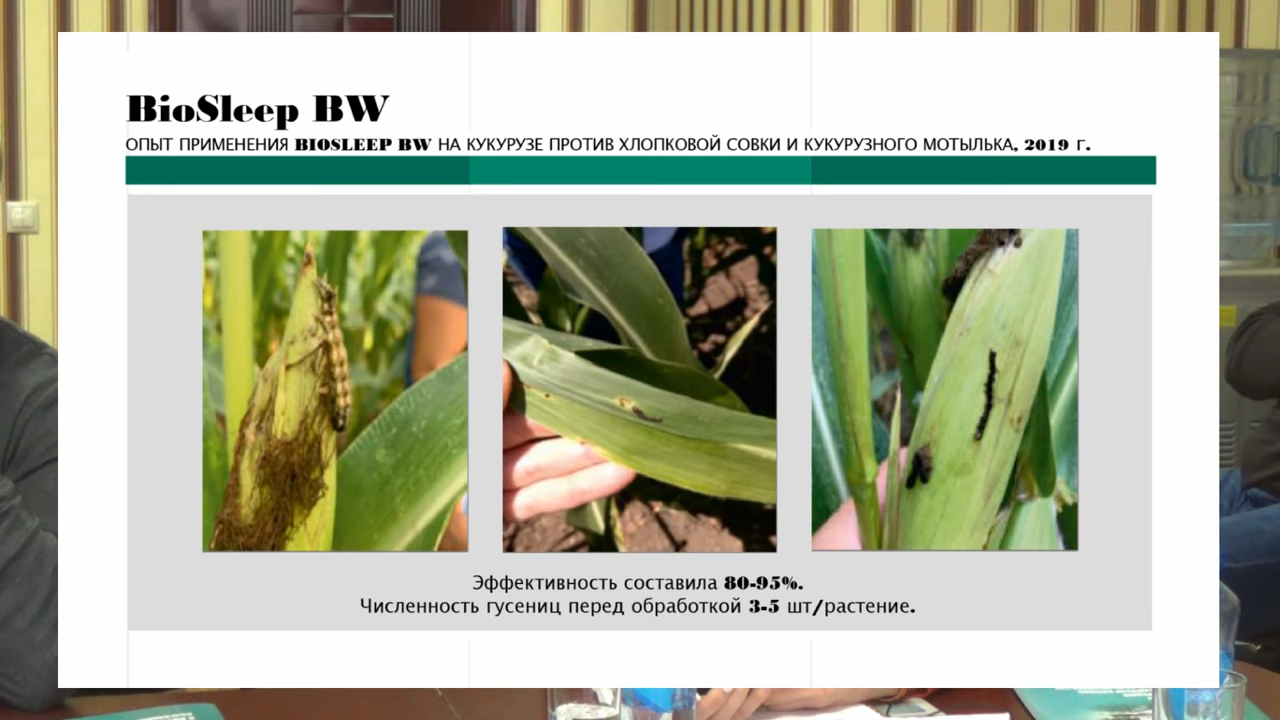 BioSleep BW
ОПЫТ ПРИМЕНЕНИЯ BIOSLEEP BW НА КУКУРУЗЕ ПРОТИВ ХЛОПКОВОЙ СОВКИ И КУКУРУЗНОГО МОТЫЛЬКА, 2019 г.
Эффективность составила 80-95%.
Численность гусениц перед обработкой 3-5 шт/растение.